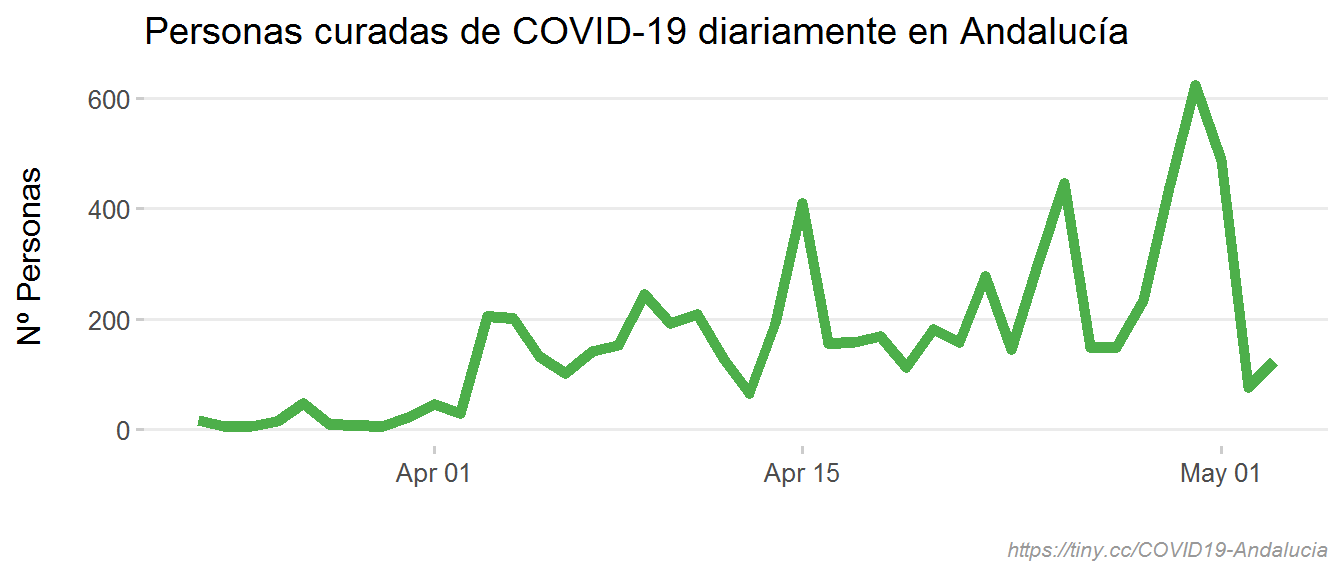 Personas curadas de COVID-19 diariamente en Andalucía
Nº Personas
600
400
200
0
Apr 01
Apr 15
May 01
https://tiny.cc/COVID19-Andalucia